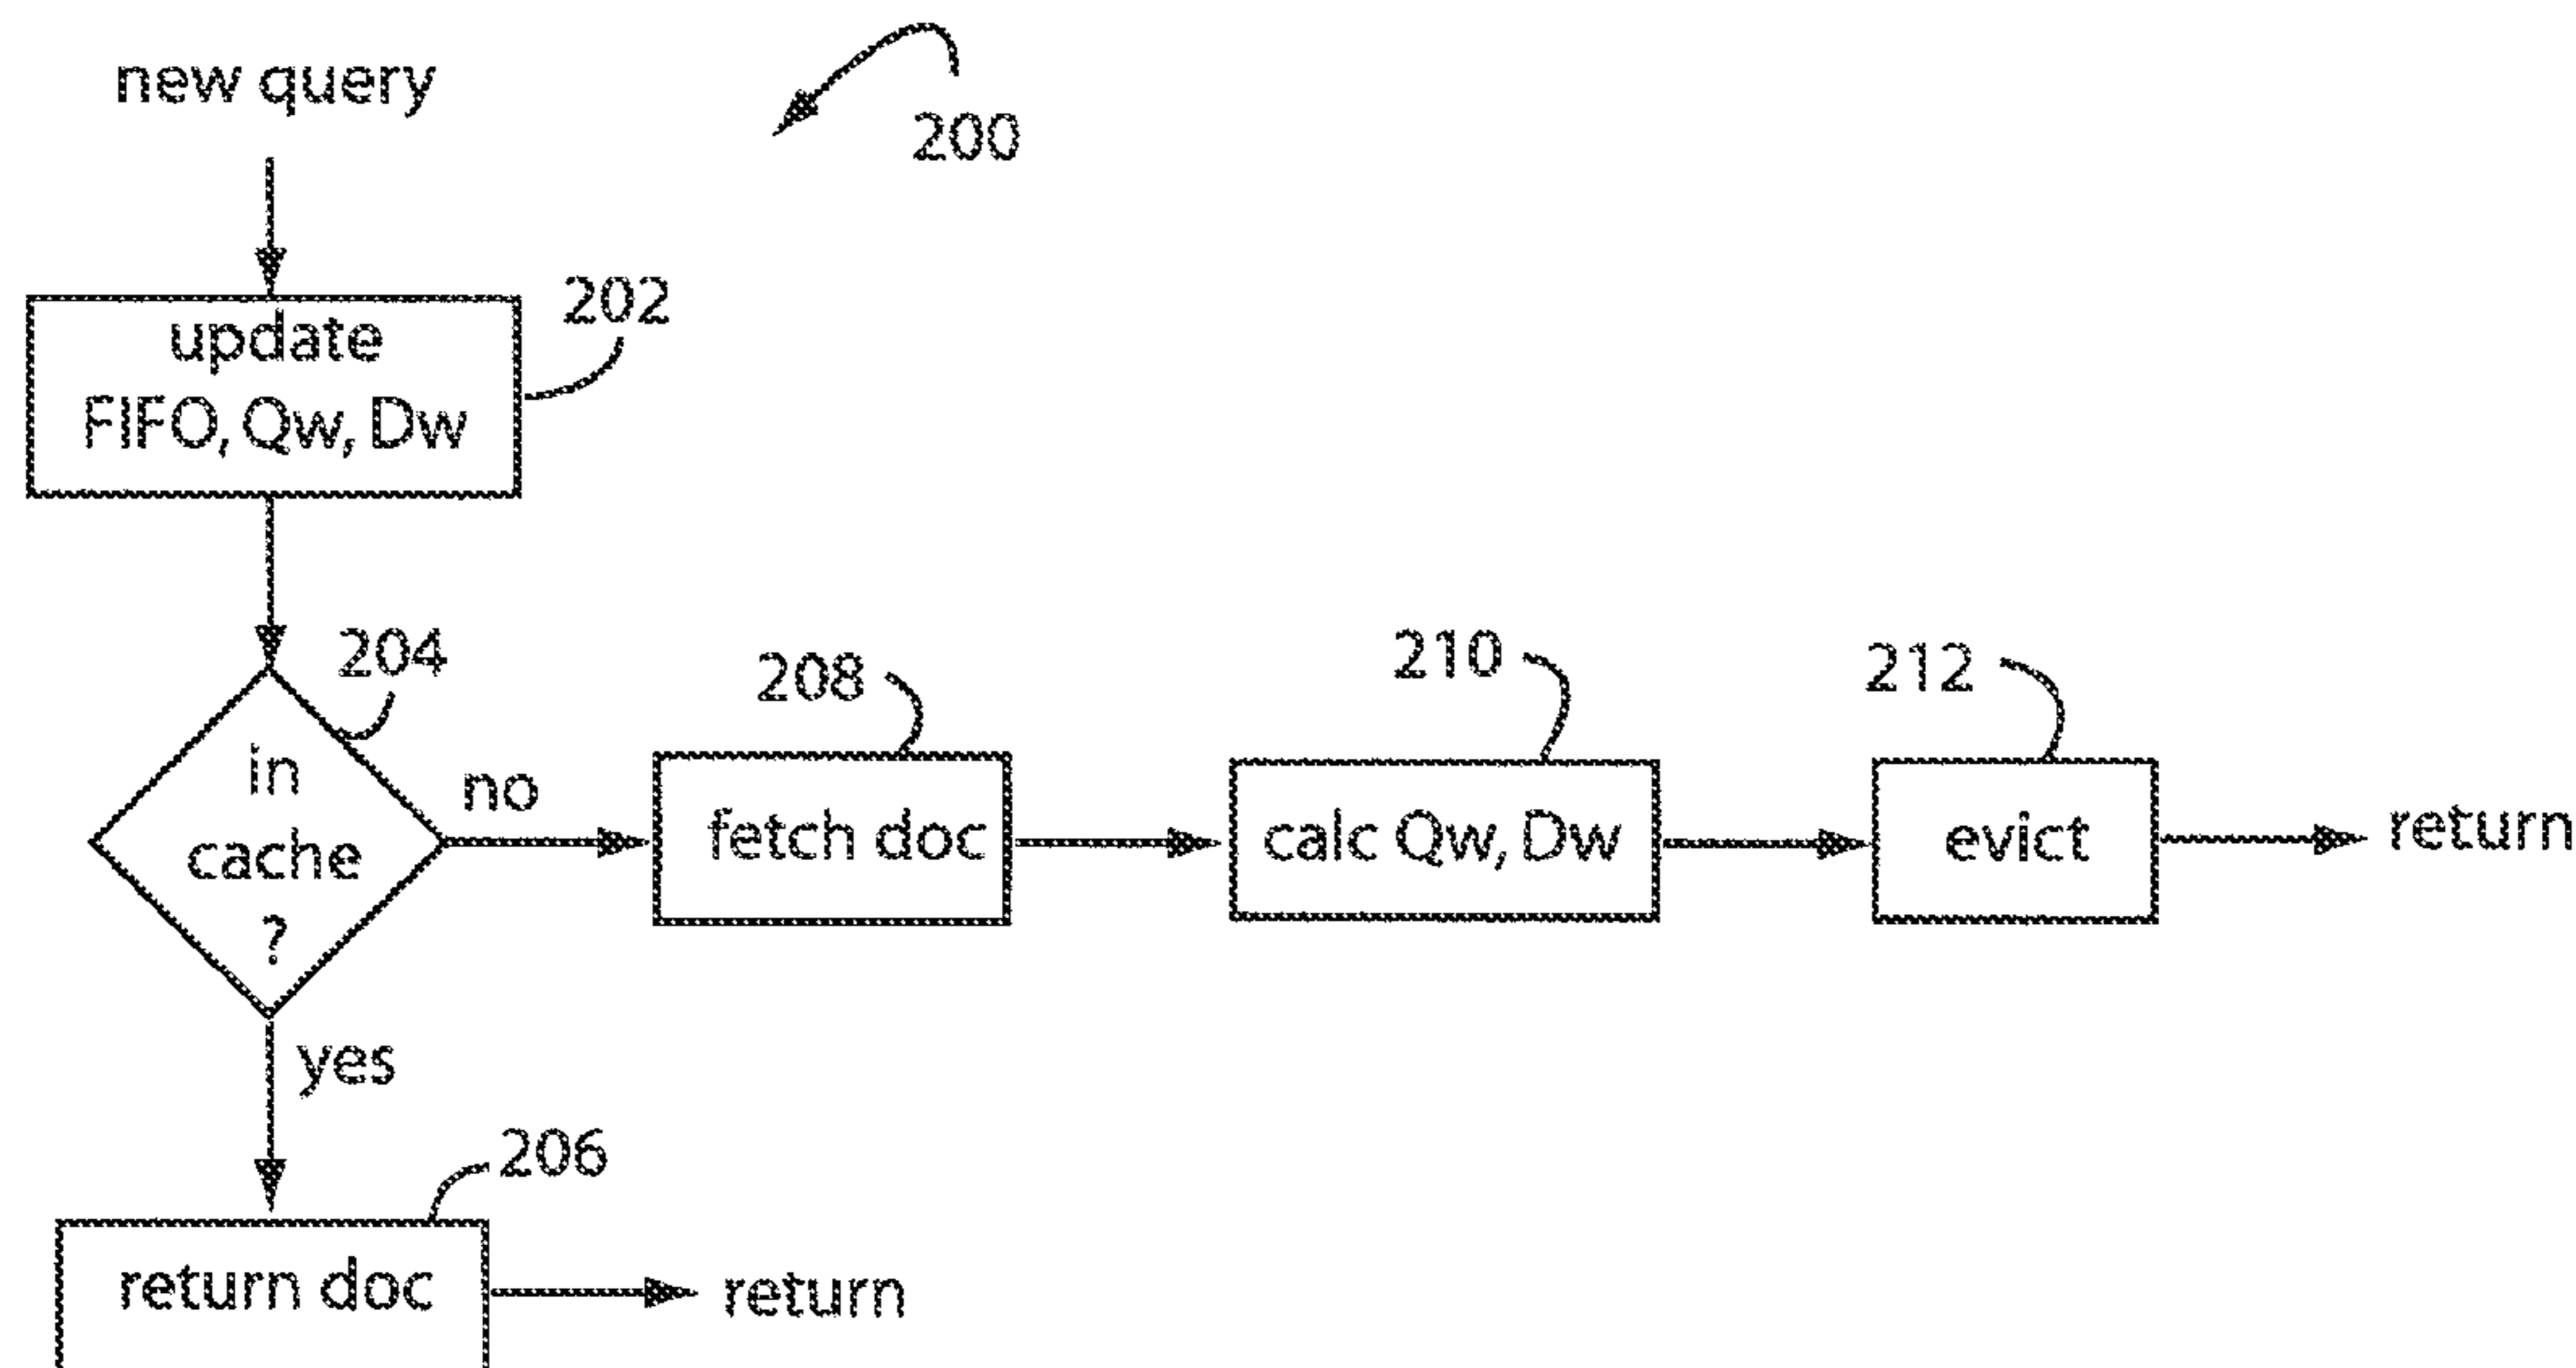 new query
200
update
FIFO, Qw, Dw
202
204
in
cache
?
no
208
fetch doc
210
calc Qw, Dw
212
evict
return
yes
206
return doc
return